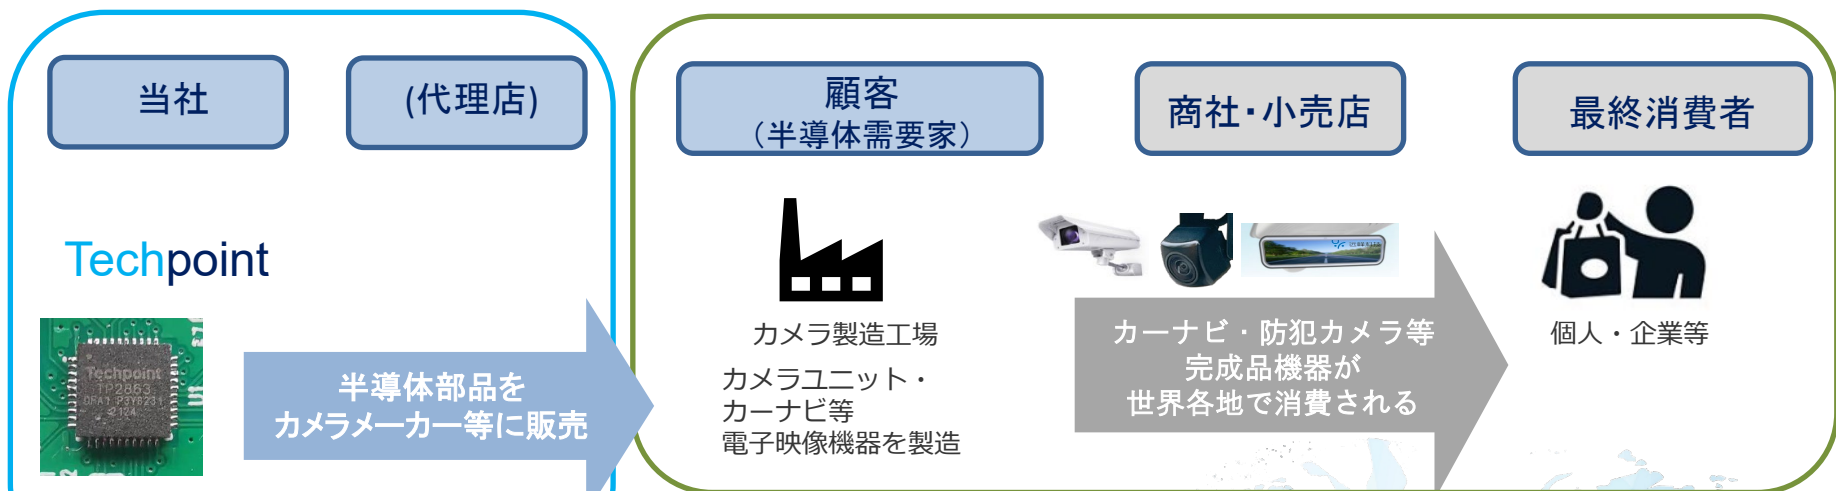 当社
(代理店)
顧客
（半導体需要家）
商社・小売店
最終消費者
Techpoint
Techpoint
TP2863
2124
半導体部品を
カメラメーカー等に販売
カメラ製造工場
カメラユニット・
カーナビ等
電子映像機器を製造
カーナビ・防犯カメラ等
完成品機器が
世界各地で消費される
個人・企業等